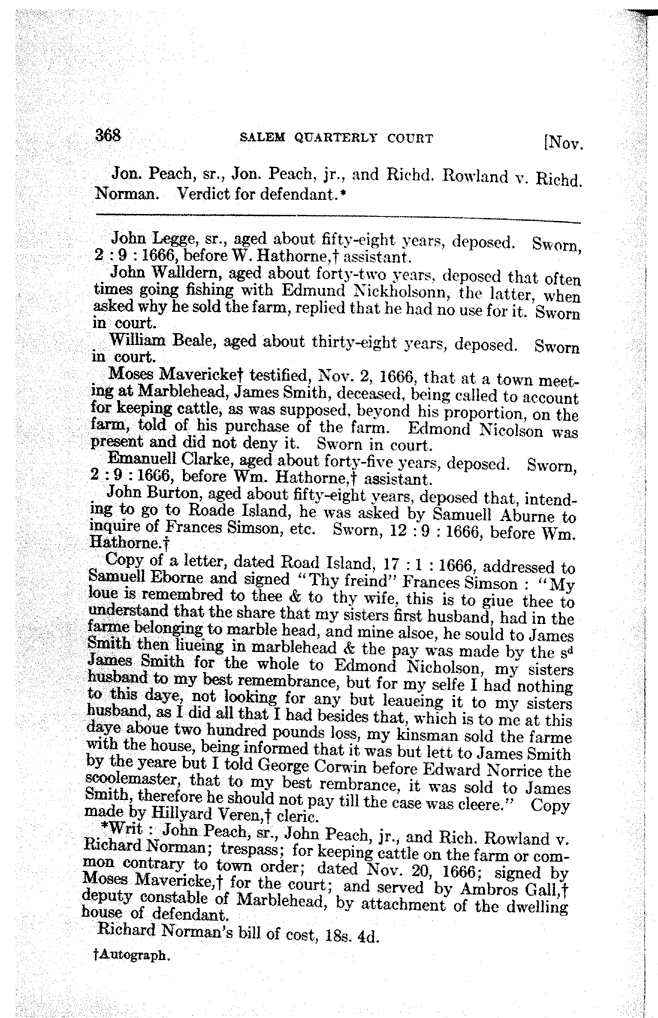 368 SALEM QUARTERLY COURT [Nov.
Jon. Peach, sr., Jon. Peach, jr., and Richd. Rowland v. Richd.
Norman. Verdict for defendant.*
John Legge, sr., aged about fifty-eight years, deposed. Sworn,
2 : 9 : 1666, before W. Hathorne,† assistant.
John Walldern, aged about forty-two years, deposed that often
times going fishing with Edmund Nickholsonn, the latter, when
asked why he sold the farm, replied that he had no use for it. Sworn
in court.
William Beale, aged about thirty-eight years, deposed. Sworn
in court.
Moses Mavericke† testified, Nov. 2, 1666, that at a town meet-
ing at Marblehead, James Smith, deceased, being called to account
for keeping cattle, as was supposed, beyond his proportion, on the
farm, told of his purchase of the farm. Edmond Nicolson was
present and did not deny it. Sworn in court.
Emanuell Clarke, aged about forty-five years, deposed. Sworn,
2 : 9 : 1666, before Wm. Hathorne,† assistant.
John Burton, aged about fifty-eight years, deposed that, intend-
ing to go to Roade Island, he was asked by Samuell Aburne to
inquire of Frances Simson, etc. Sworn, 12 : 9 : 1666, before Wm.
Hathorne.†
Copy of a letter, dated Road Island, 17 : 1 : 1666, addressed to
Samuell Eborne and signed "Thy freind" Frances Simson : "My
loue is remembred to thee & to thy wife, this is to giue thee to
understand that the share that my sisters first husband, had in the
farme belonging to marble head, and mine alsoe, he sould to James
Smith then liueing in marblehead & the pay was made by the sᵈ
James Smith for the whole to Edmond Nicholson, my sisters
husband to my best remembrance, but for my selfe I had nothing
to this daye, not looking for any but leaueing it to my sisters
husband, as I did all that I had besides that, which is to me at this
daye aboue two hundred pounds loss, my kinsman sold the farme
with the house, being informed that it was but lett to James Smith
by the yeare but I told George Corwin before Edward Norrice the
scoolemaster, that to my best rembrance, it was sold to James
Smith, therefore he should not pay till the case was cleere." Copy
made by Hillyard Veren,† cleric.
*Writ : John Peach, sr., John Peach, jr., and Rich. Rowland v.
Richard Norman; trespass; for keeping cattle on the farm or com-
mon contrary to town order; dated Nov. 20, 1666; signed by
Moses Mavericke,† for the court; and served by Ambros Gall,†
deputy constable of Marblehead, by attachment of the dwelling
house of defendant.
Richard Norman's bill of cost, 18s. 4d.
†Autograph.